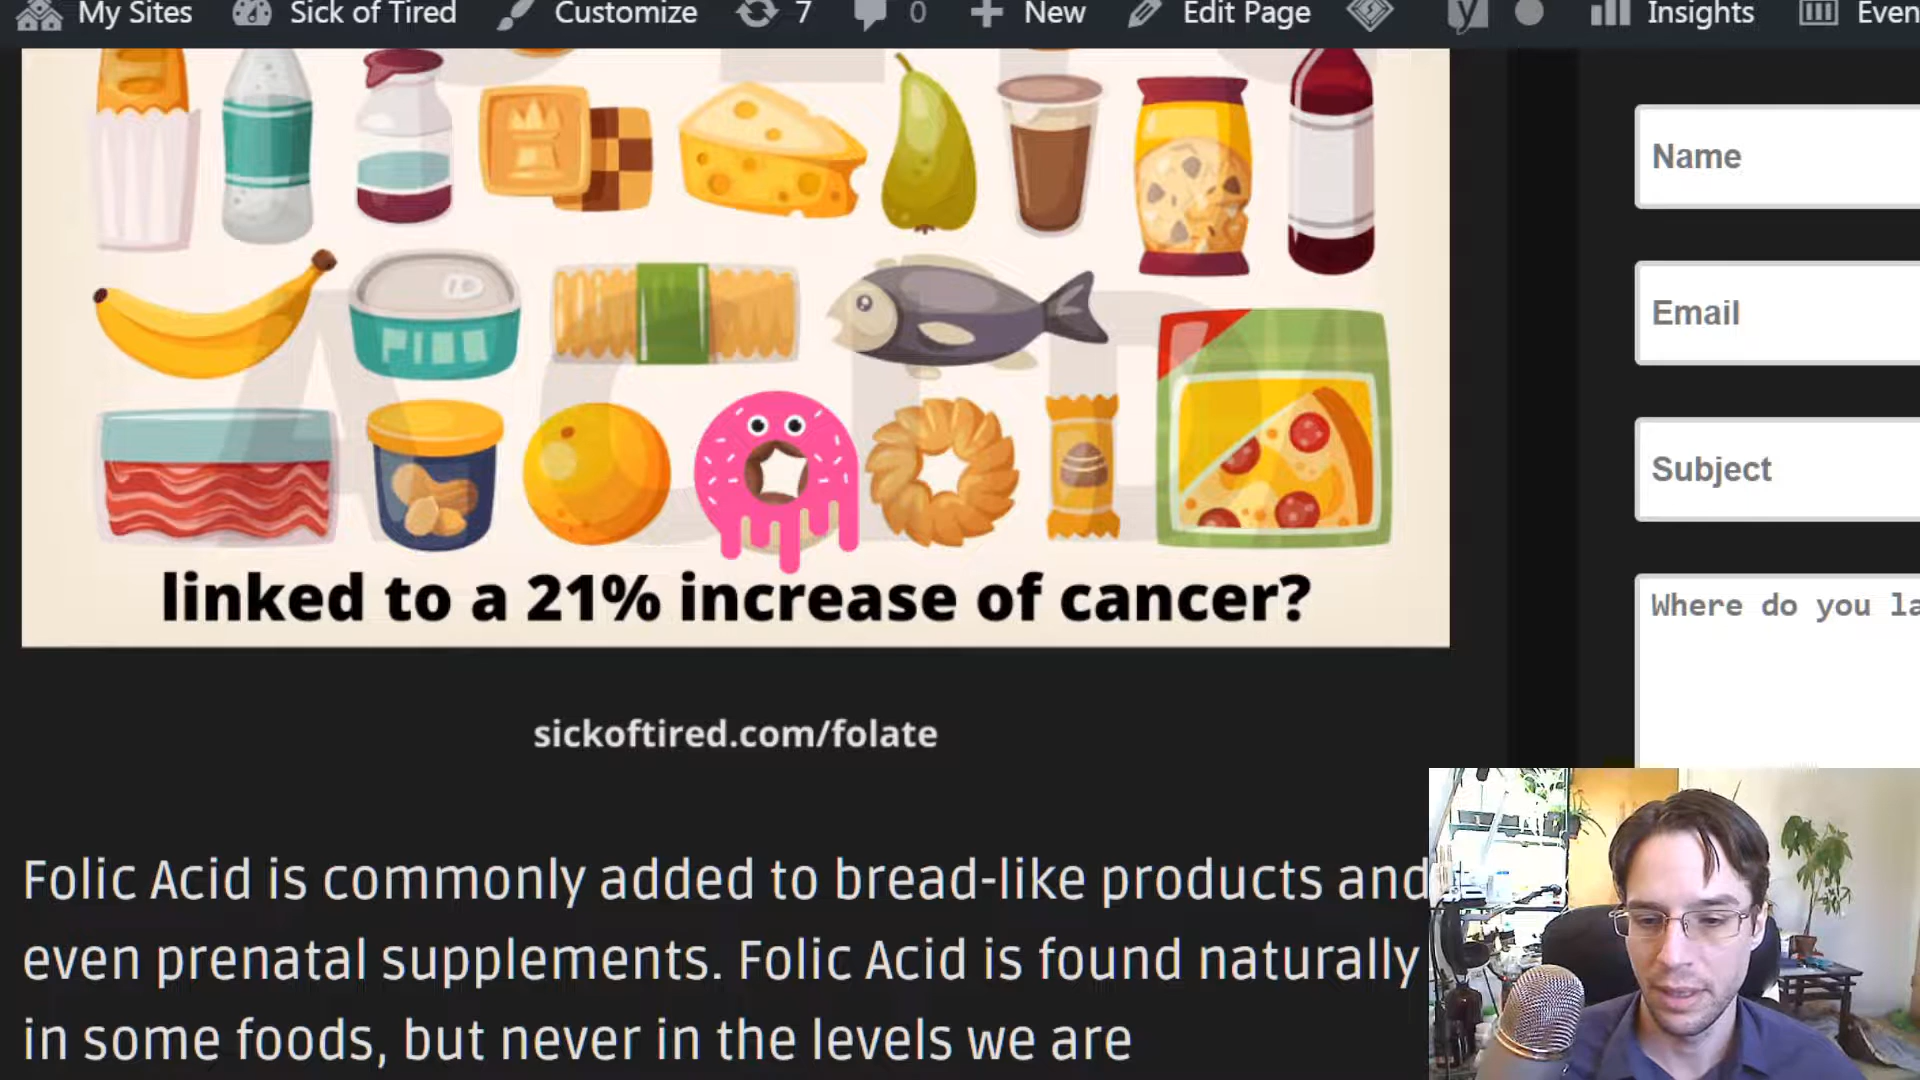 My Sites Sick of Tired Customize 7 0 New Edit Page Insights
Name
Email
Subject
Where do you
linked to a 21% increase of cancer?
sickoftired.com/folate
Folic Acid is commonly added to bread-like products and
even prenatal supplements. Folic Acid is found naturally
in some foods, but never in the levels we are